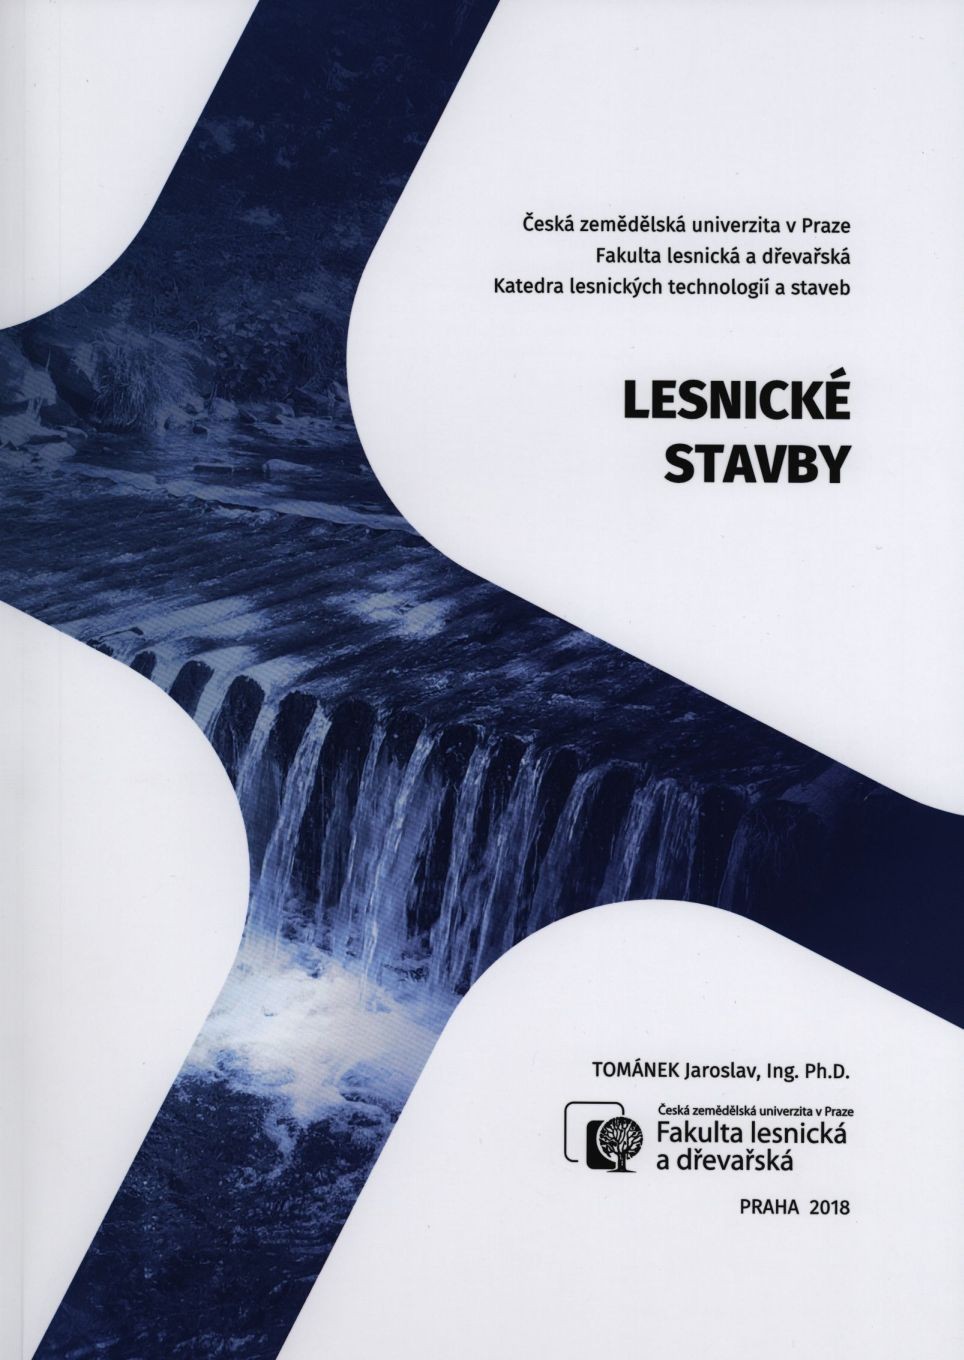 Česká zemědělská univerzita v Praze
Fakulta lesnická a dřevařská
Katedra lesnických technologií a staveb
LESNICKÉ
STAVBY
TOMÁNEK Jaroslav, Ing. Ph.D.
Česká zemědělská univerzita v Praze
Fakulta lesnická
a dřevařská
PRAHA 2018